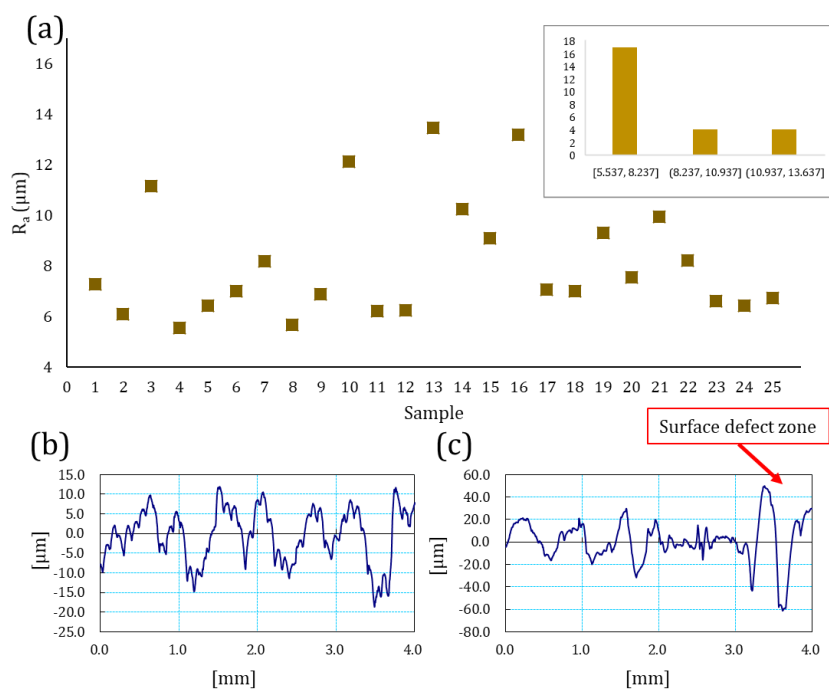 (a)
16
14
12
10
8
6
4
Rₐ (µm)
0 1 2 3 4 5 6 7 8 9 10 11 12 13 14 15 16 17 18 19 20 21 22 23 24 25
Sample
18
16
14
12
10
8
6
4
2
0
[5.537, 8.237] (8.237, 10.937] (10.937, 13.637]
Surface defect zone
(b)
15.0
10.0
5.0
0.0
-5.0
-10.0
-15.0
-20.0
-25.0
[µm]
0.0 1.0 2.0 3.0 4.0
[mm]
(c)
60.0
40.0
20.0
0.0
-20.0
-40.0
-60.0
-80.0
[µm]
0.0 1.0 2.0 3.0 4.0
[mm]